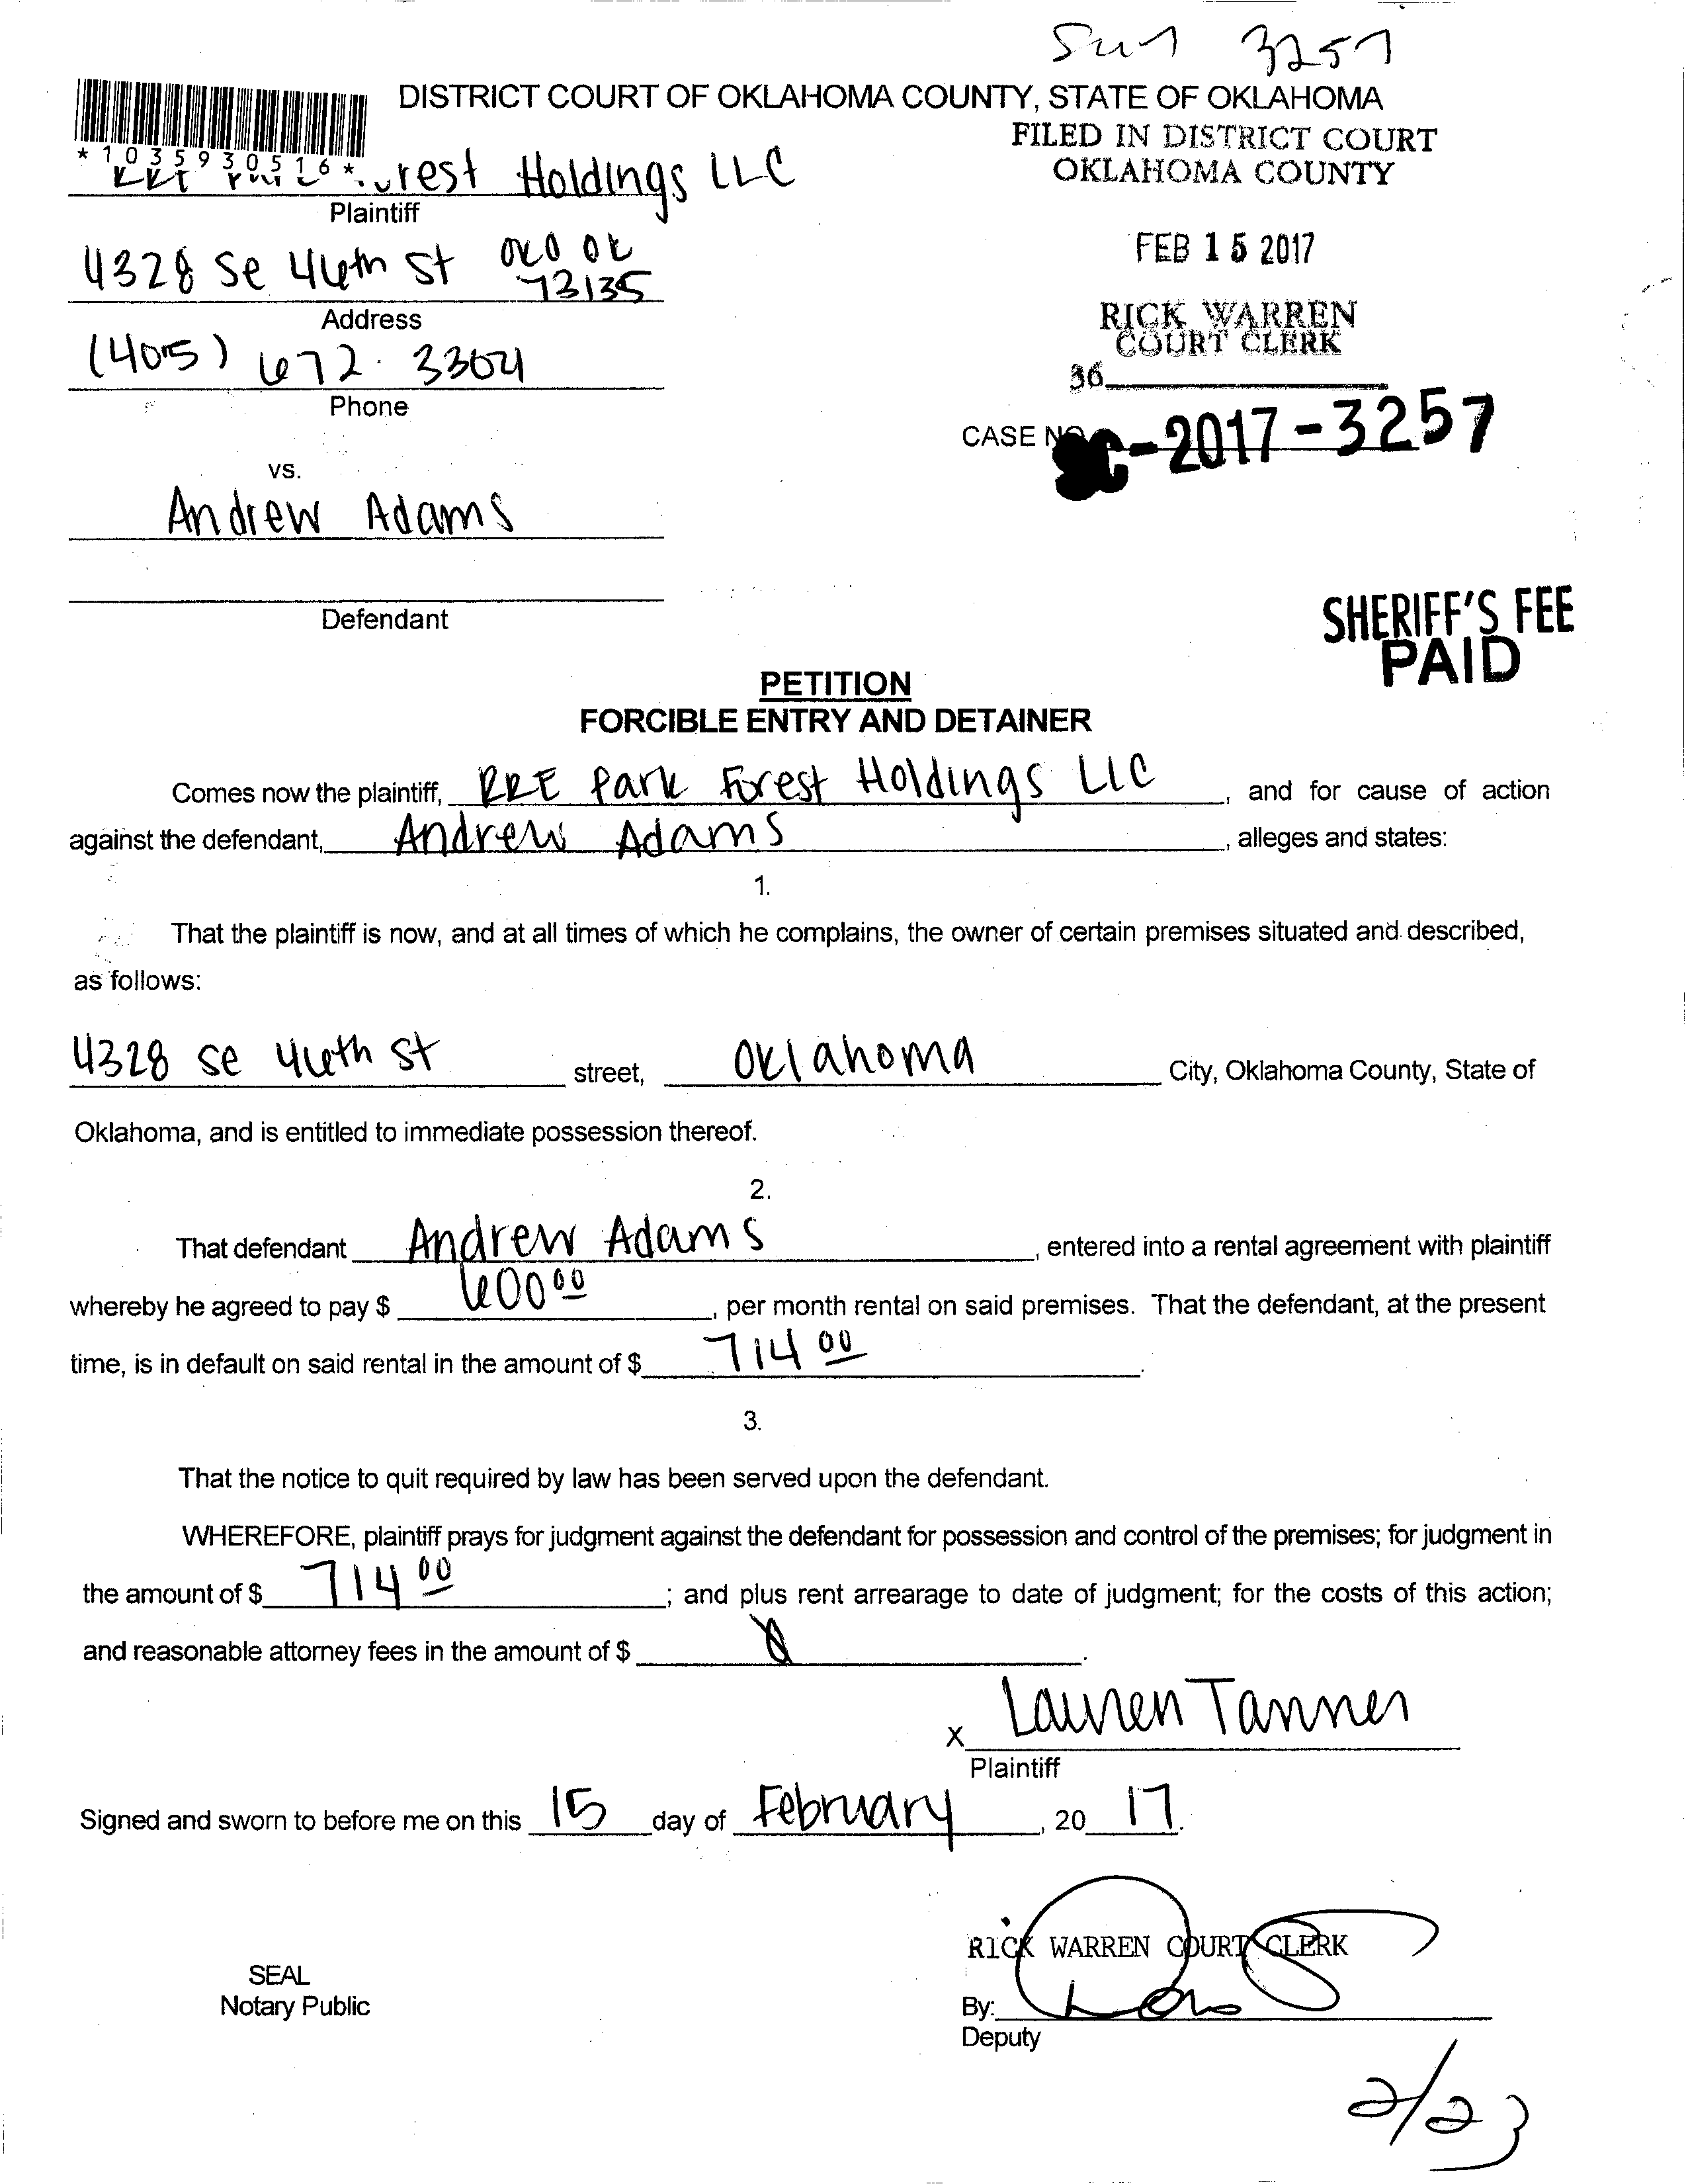 3257
DISTRICT COURT OF OKLAHOMA COUNTY, STATE OF OKLAHOMA
FILED IN DISTRICT COURT
OKLAHOMA COUNTY
*1035930516*
Holdings LLC
Plaintiff
FEB 15 2017
4328 Se 46th St OKC OK
73135
Address
RICK WARREN
COURT CLERK
(405) 672. 3304
36
Phone
CASE NO. SC-2017-3257
vs.
Andrew Adams
Defendant
SHERIFF'S FEE
PAID
PETITION
FORCIBLE ENTRY AND DETAINER
Comes now the plaintiff, RRE Park Forest Holdings LLC, and for cause of action
against the defendant, Andrew Adams, alleges and states:
1.
That the plaintiff is now, and at all times of which he complains, the owner of certain premises situated and described,
as follows:
4328 Se 46th St street, Oklahoma City, Oklahoma County, State of
Oklahoma, and is entitled to immediate possession thereof.
2.
That defendant Andrew Adams, entered into a rental agreement with plaintiff
whereby he agreed to pay $ 600 00, per month rental on said premises. That the defendant, at the present
time, is in default on said rental in the amount of $ 714 00.
3.
That the notice to quit required by law has been served upon the defendant.
WHEREFORE, plaintiff prays for judgment against the defendant for possession and control of the premises; for judgment in
the amount of $ 714 00; and plus rent arrearage to date of judgment; for the costs of this action;
and reasonable attorney fees in the amount of $ .
X Lauren Tanner
Plaintiff
Signed and sworn to before me on this 15 day of February, 20 17.
RICK WARREN COURT CLERK
SEAL
Notary Public
By:
Deputy
2/23